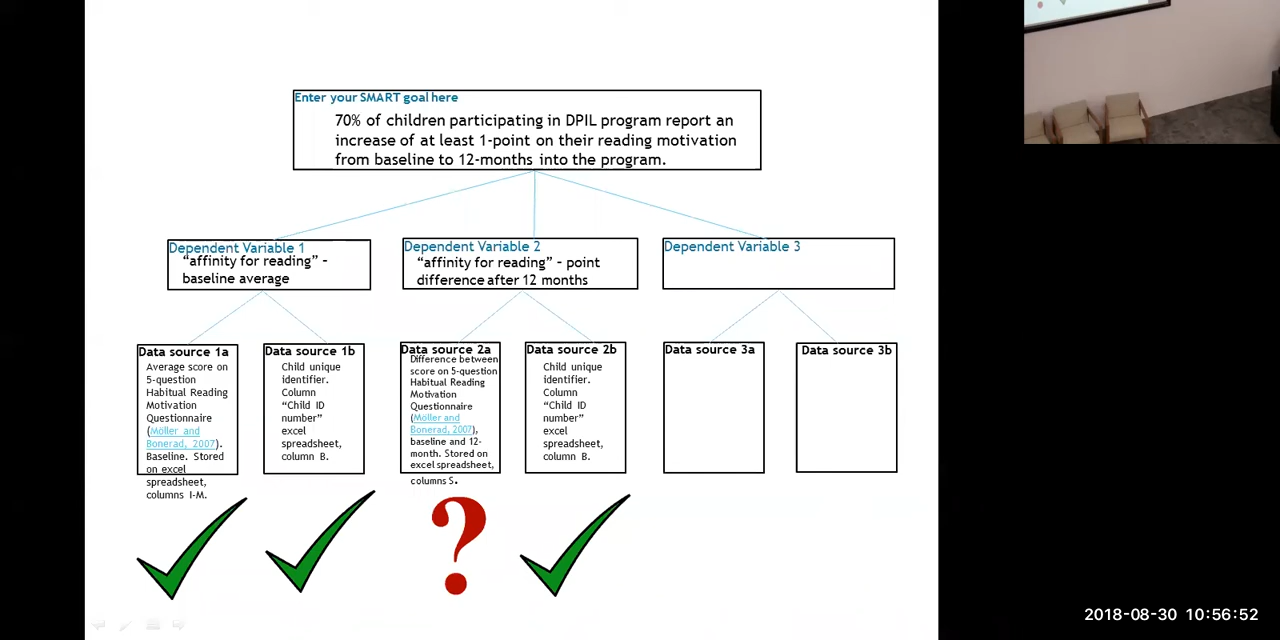 Enter your SMART goal here
70% of children participating in DPIL program report an
increase of at least 1-point on their reading motivation
from baseline to 12-months into the program.
Dependent Variable 1
“affinity for reading” –
baseline average
Dependent Variable 2
“affinity for reading” – point
difference after 12 months
Dependent Variable 3
Data source 1a
Average score on
5-question
Habitual Reading
Motivation
Questionnaire
(Möller and
Bonerad, 2007).
Baseline. Stored
on excel
spreadsheet,
columns I-M.
Data source 1b
Child unique
identifier.
Column
“Child ID
number”
excel
spreadsheet,
column B.
Data source 2a
Difference between
score on 5-question
Habitual Reading
Motivation
Questionnaire
(Möller and
Bonerad, 2007),
baseline and 12-
month. Stored on
excel spreadsheet,
columns S.
Data source 2b
Child unique
identifier.
Column
“Child ID
number”
excel
spreadsheet,
column B.
Data source 3a
Data source 3b
?
2018-08-30 10:56:52